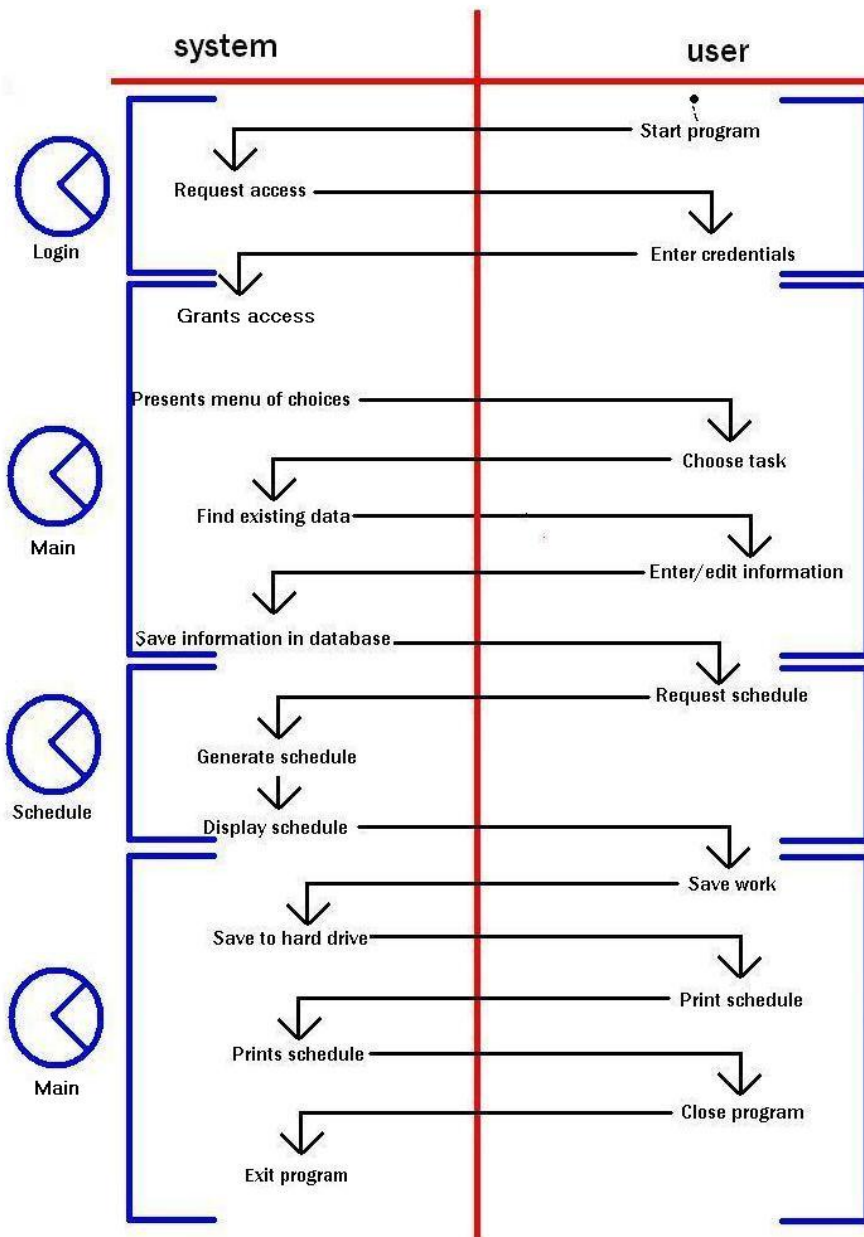 system
user
Start program
Request access
Login
Enter credentials
Grants access
Presents menu of choices
Choose task
Find existing data
Main
Enter/edit information
Save information in database
Request schedule
Generate schedule
Schedule
Display schedule
Save work
Save to hard drive
Print schedule
Prints schedule
Main
Close program
Exit program